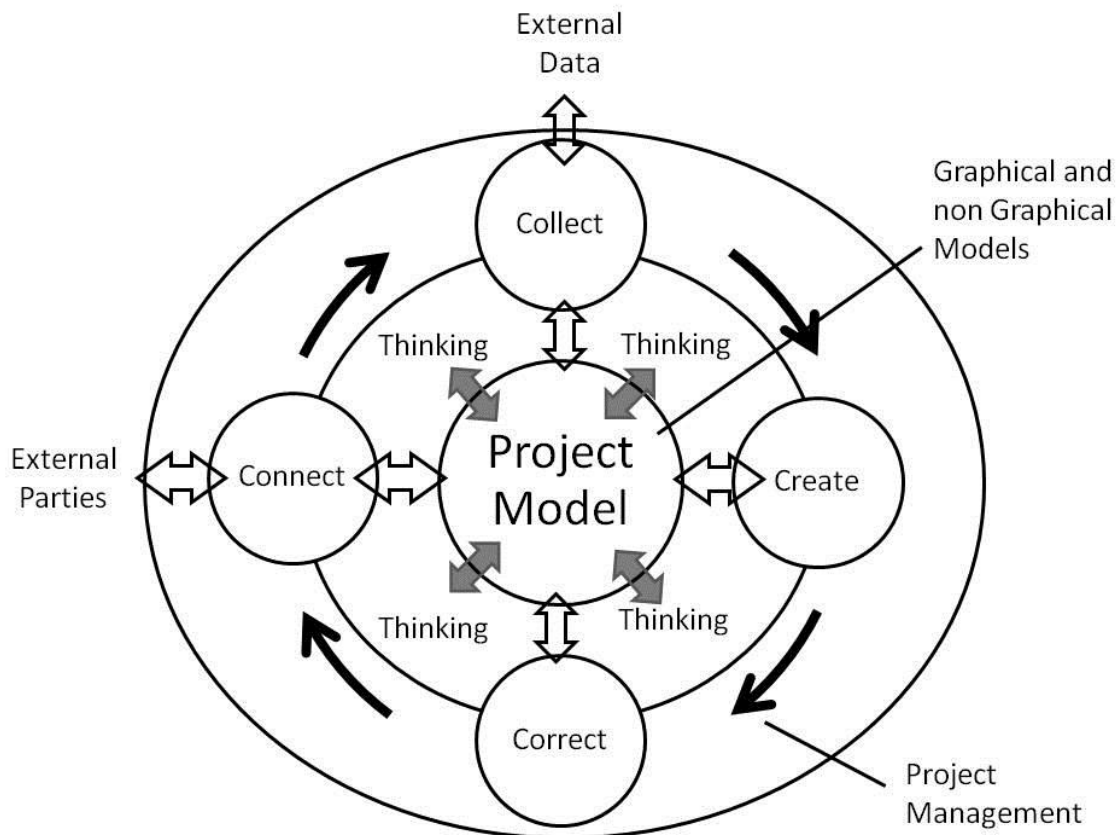 External
Data
Graphical and
non Graphical
Models
Collect
Thinking
Thinking
External
Parties
Connect
Project
Model
Create
Thinking
Thinking
Correct
Project
Management